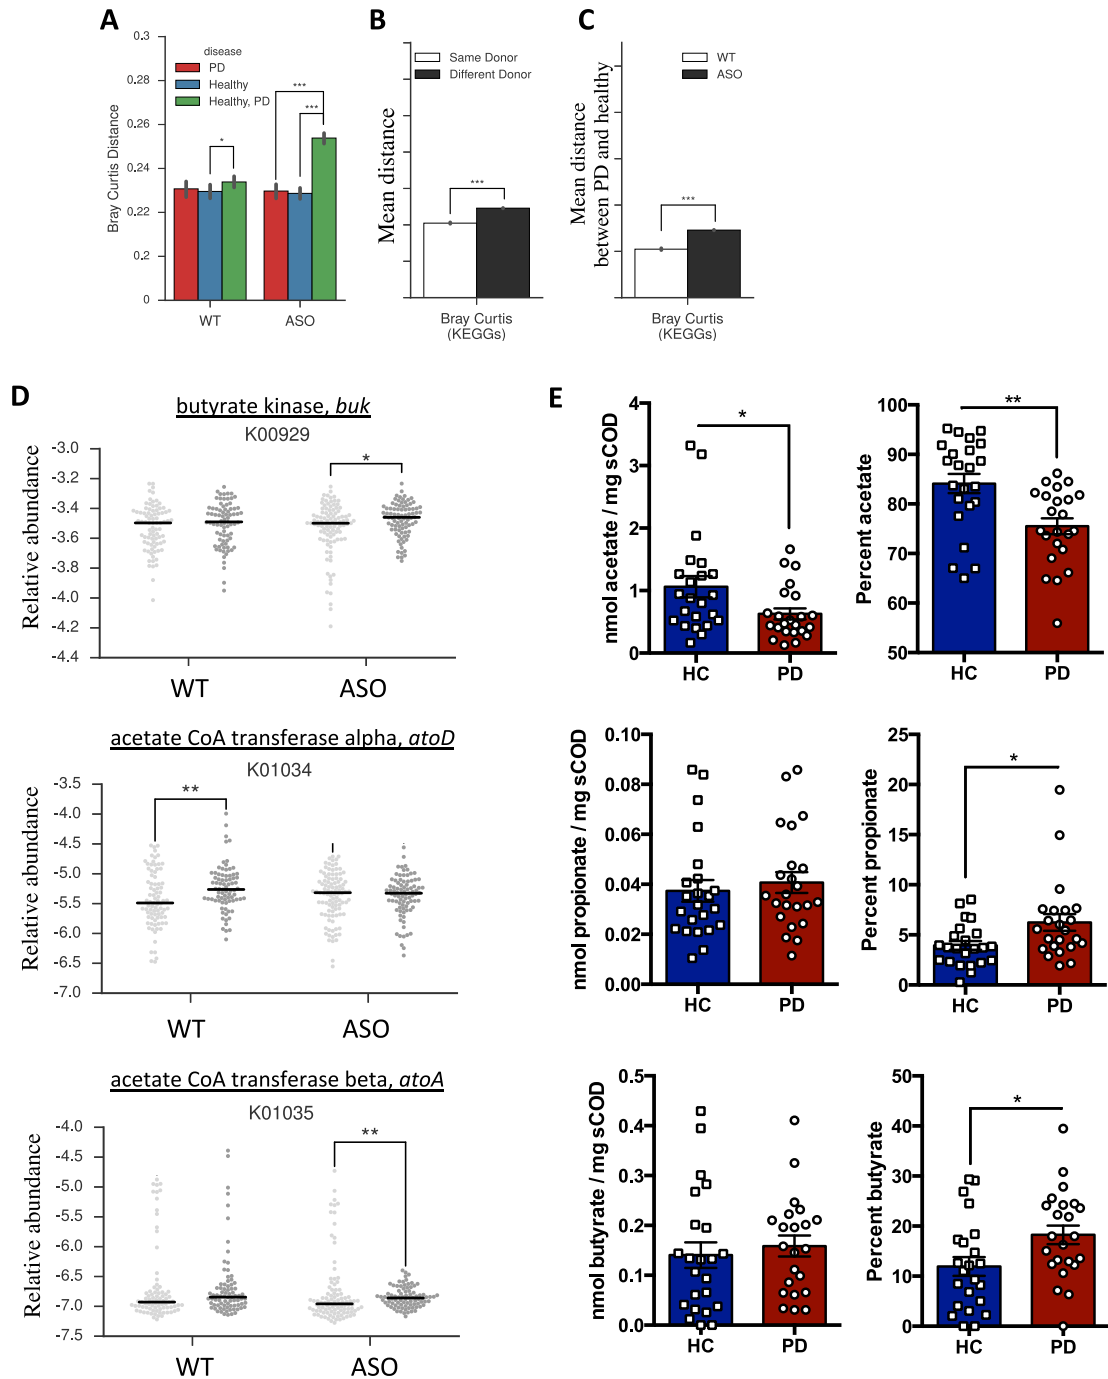 A
0.3
0.28
0.26
0.24
0.22
0.2
0
Bray Curtis Distance
disease
PD
Healthy
Healthy, PD
*
***
***
WT
ASO
B
Same Donor
Different Donor
Mean distance
***
Bray Curtis
(KEGGs)
C
WT
ASO
Mean distance
between PD and healthy
***
Bray Curtis
(KEGGs)
D
butyrate kinase, buk
K00929
Relative abundance
-3.0
-3.2
-3.5
-3.6
-3.75
-4.0
-4.2
-4.4
*
WT
ASO
acetate CoA transferase alpha, atoD
K01034
Relative abundance
-3.5
-4.0
-4.5
-5.0
-5.5
-6.0
-6.5
-7.0
**
WT
ASO
acetate CoA transferase beta, atoA
K01035
Relative abundance
-4.0
-5.0
-5.5
-6.0
-6.5
-7.0
-7.5
**
WT
ASO
E
nmol acetate / mg sCOD
4
3
2
1
0
*
HC
PD
Percent acetate
100
90
80
70
60
50
**
HC
PD
nmol propionate / mg sCOD
0.10
0.08
0.06
0.04
0.02
0.00
HC
PD
Percent propionate
25
20
15
10
5
0
*
HC
PD
nmol butyrate / mg sCOD
0.5
0.4
0.3
0.2
0.1
0.0
HC
PD
Percent butyrate
50
40
30
20
10
0
*
HC
PD